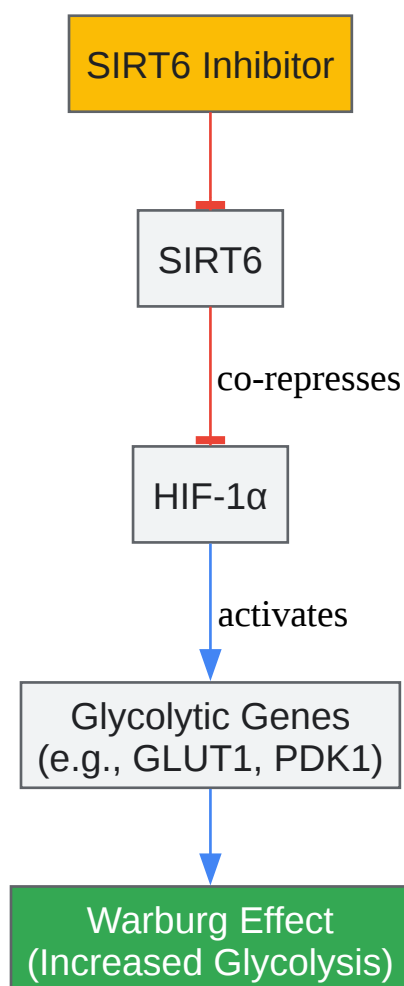 SIRT6 Inhibitor
SIRT6
co-represses
HIF-1α
activates
Glycolytic Genes
(e.g., GLUT1, PDK1)
Warburg Effect
(Increased Glycolysis)